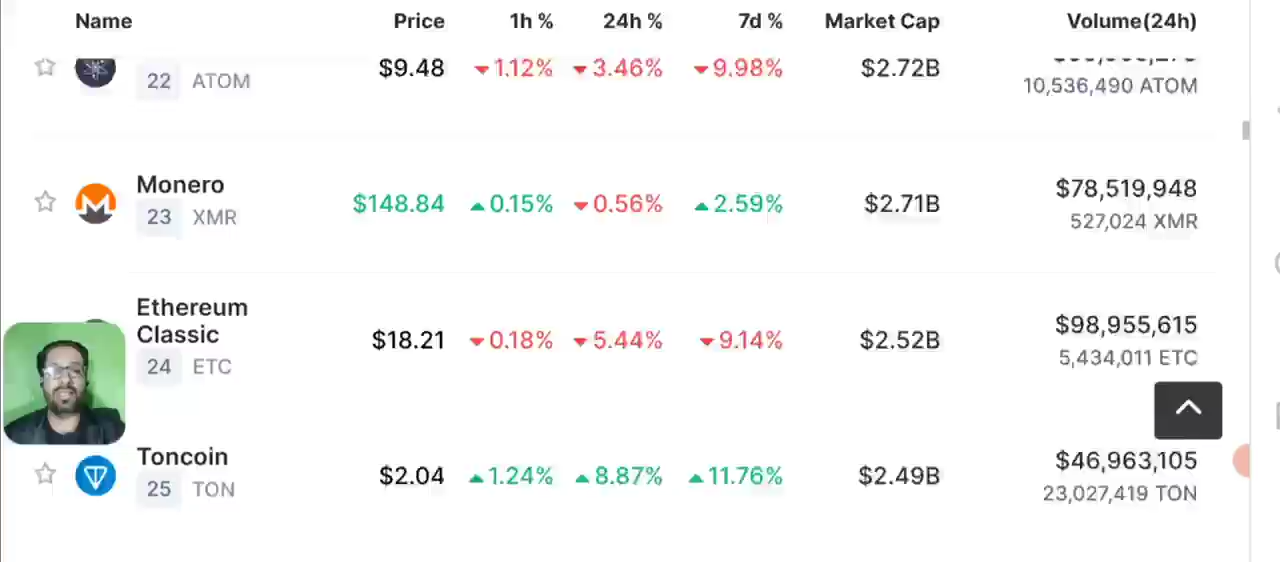 Name Price 1h % 24h % 7d % Market Cap Volume(24h)
$9.48 1.12% 3.46% 9.98% $2.72B
22 ATOM 10,536,490 ATOM
Monero
23 XMR $148.84 0.15% 0.56% 2.59% $2.71B $78,519,948
527,024 XMR
Ethereum
Classic
24 ETC $18.21 0.18% 5.44% 9.14% $2.52B $98,955,615
5,434,011 ETC
Toncoin
25 TON $2.04 1.24% 8.87% 11.76% $2.49B $46,963,105
23,027,419 TON